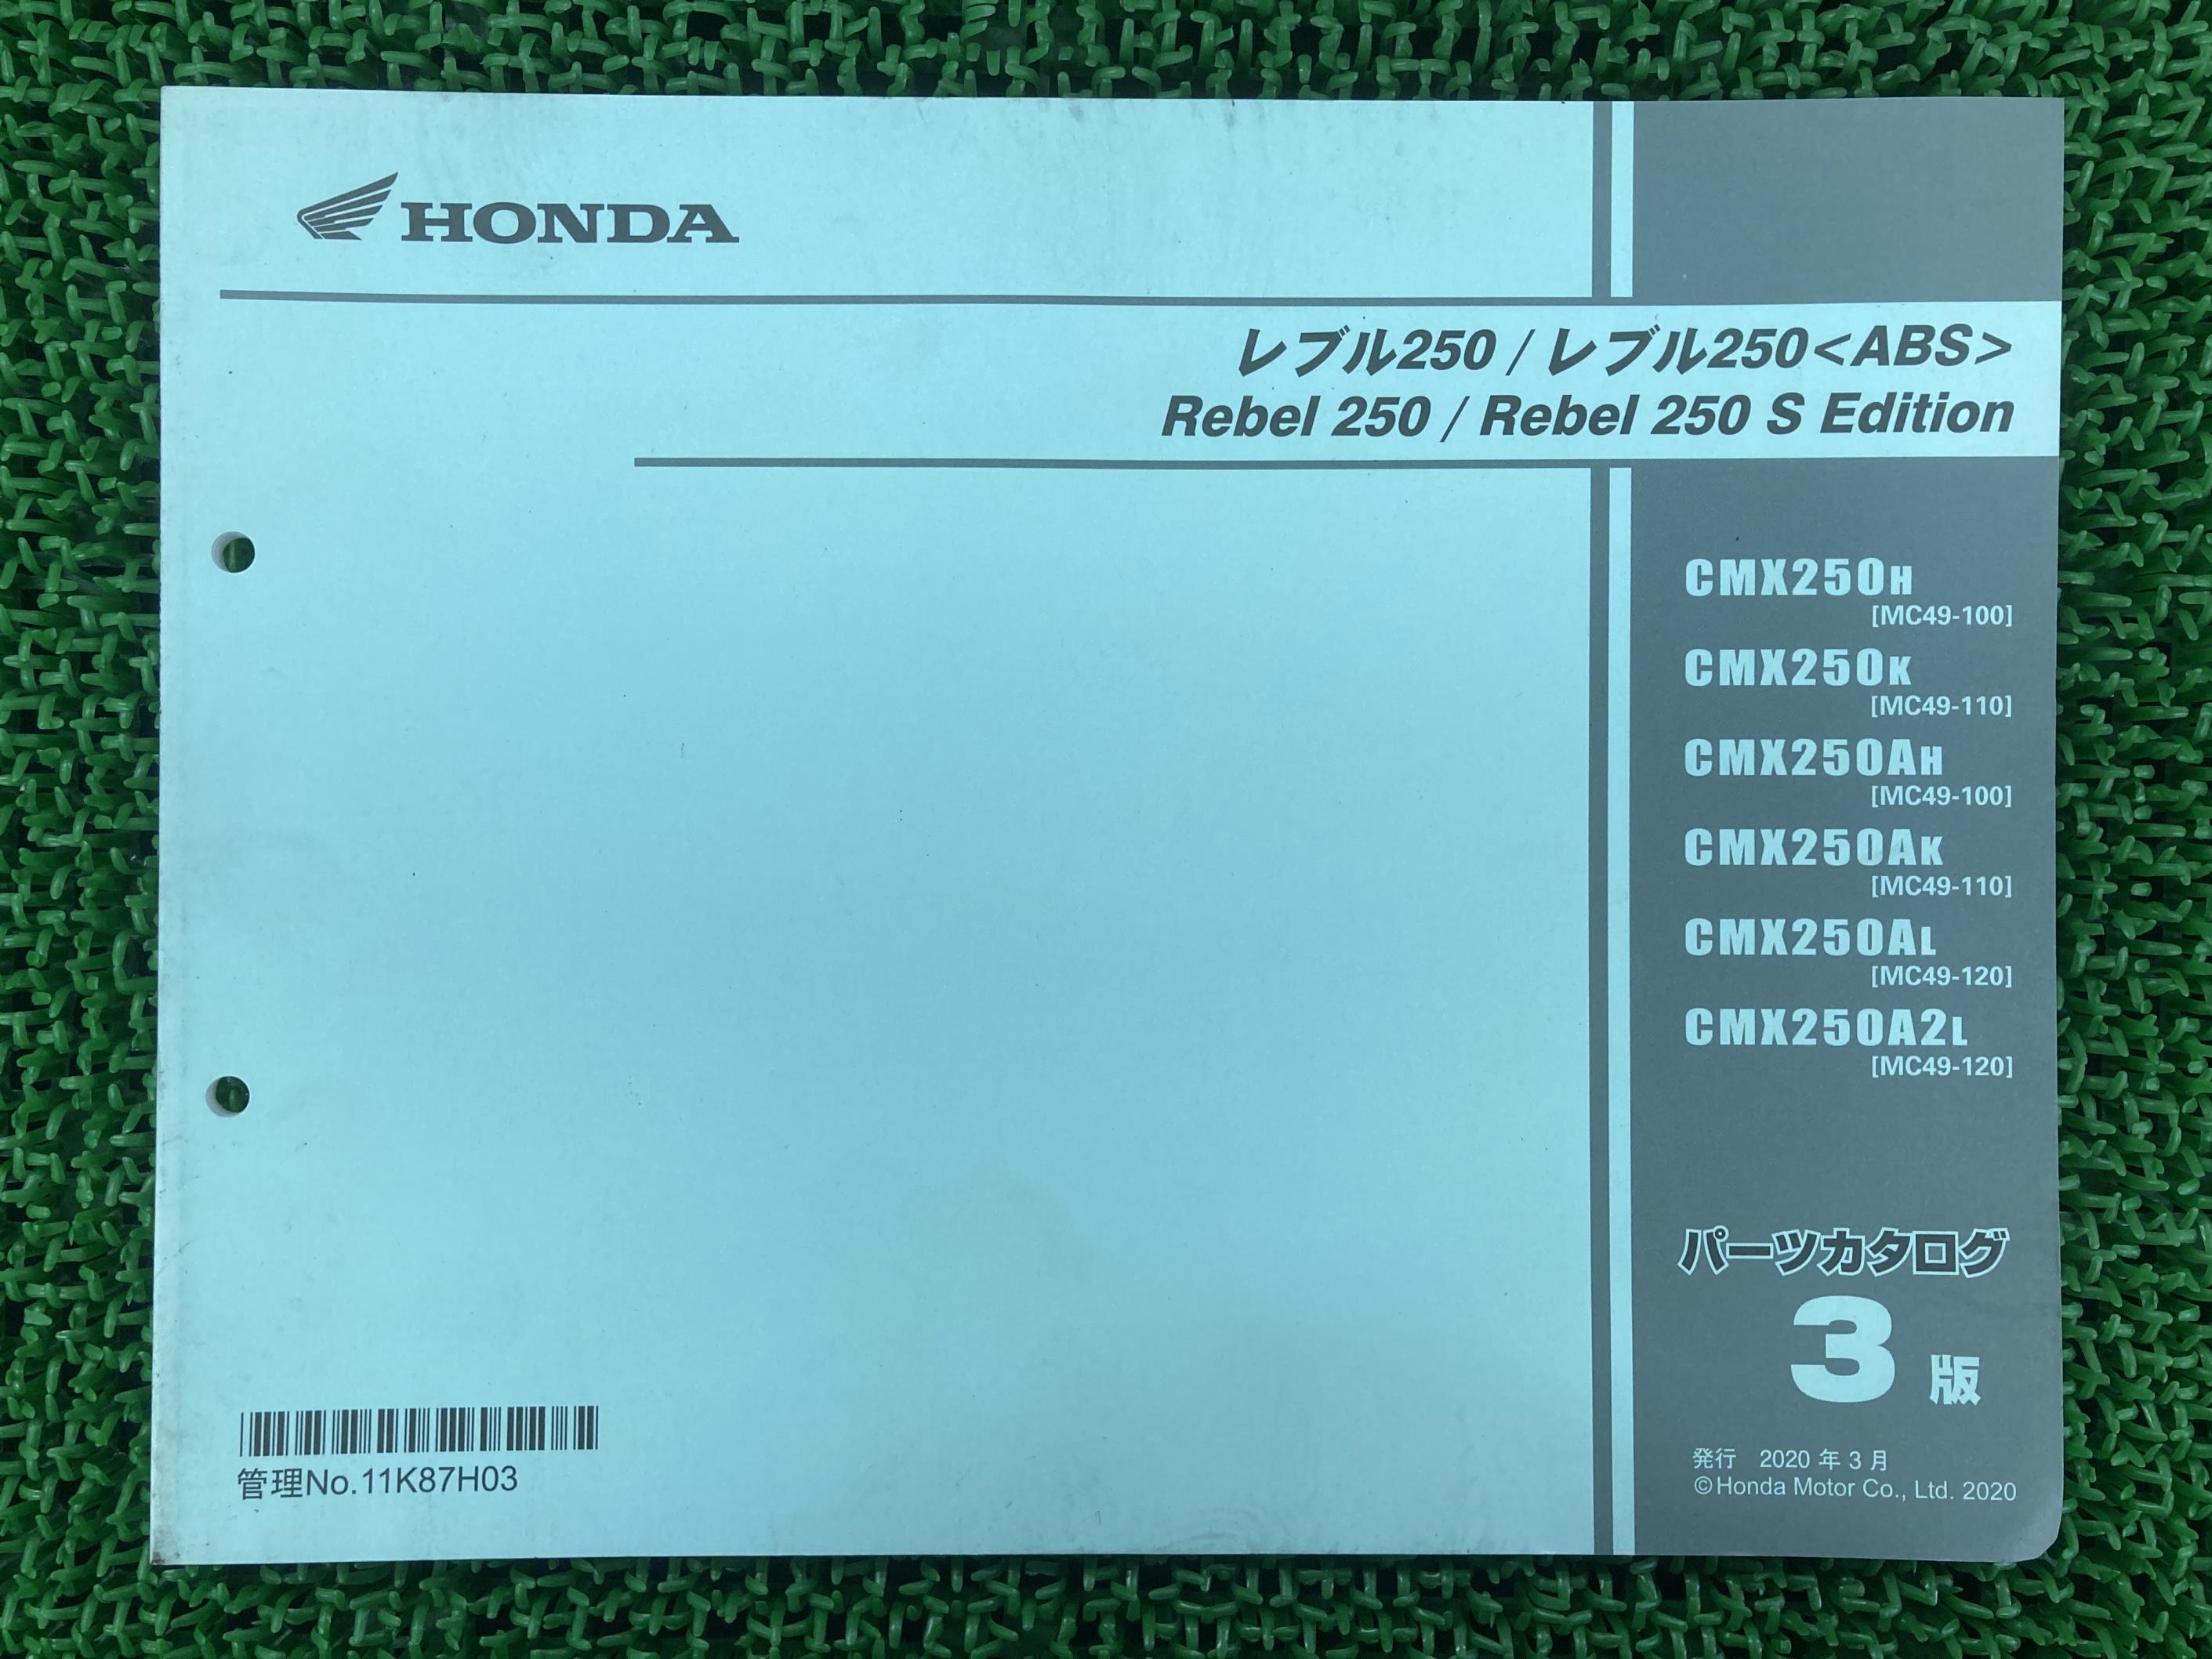 HONDA
レブル250 / レブル250<ABS>
Rebel 250 / Rebel 250 S Edition
CMX250H
[MC49-100]
CMX250K
[MC49-110]
CMX250AH
[MC49-100]
CMX250AK
[MC49-110]
CMX250AL
[MC49-120]
CMX250A2L
[MC49-120]
パーツカタログ
3 版
発行 2020 年 3 月
©Honda Motor Co., Ltd. 2020
管理No.11K87H03